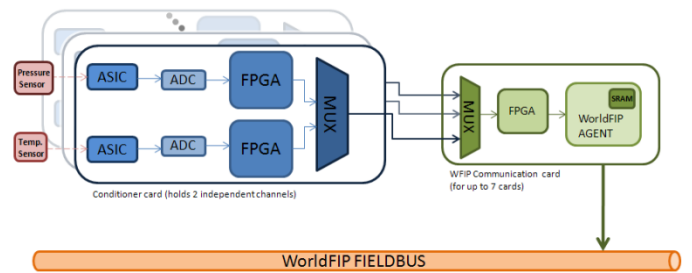 Pressure
Sensor
ASIC
ADC
FPGA
MUX
Temp.
Sensor
ASIC
ADC
FPGA
Conditioner card (holds 2 independent channels)
MUX
FPGA
SRAM
WorldFIP
AGENT
WFIP Communication card
(for up to 7 cards)
WorldFIP FIELDBUS